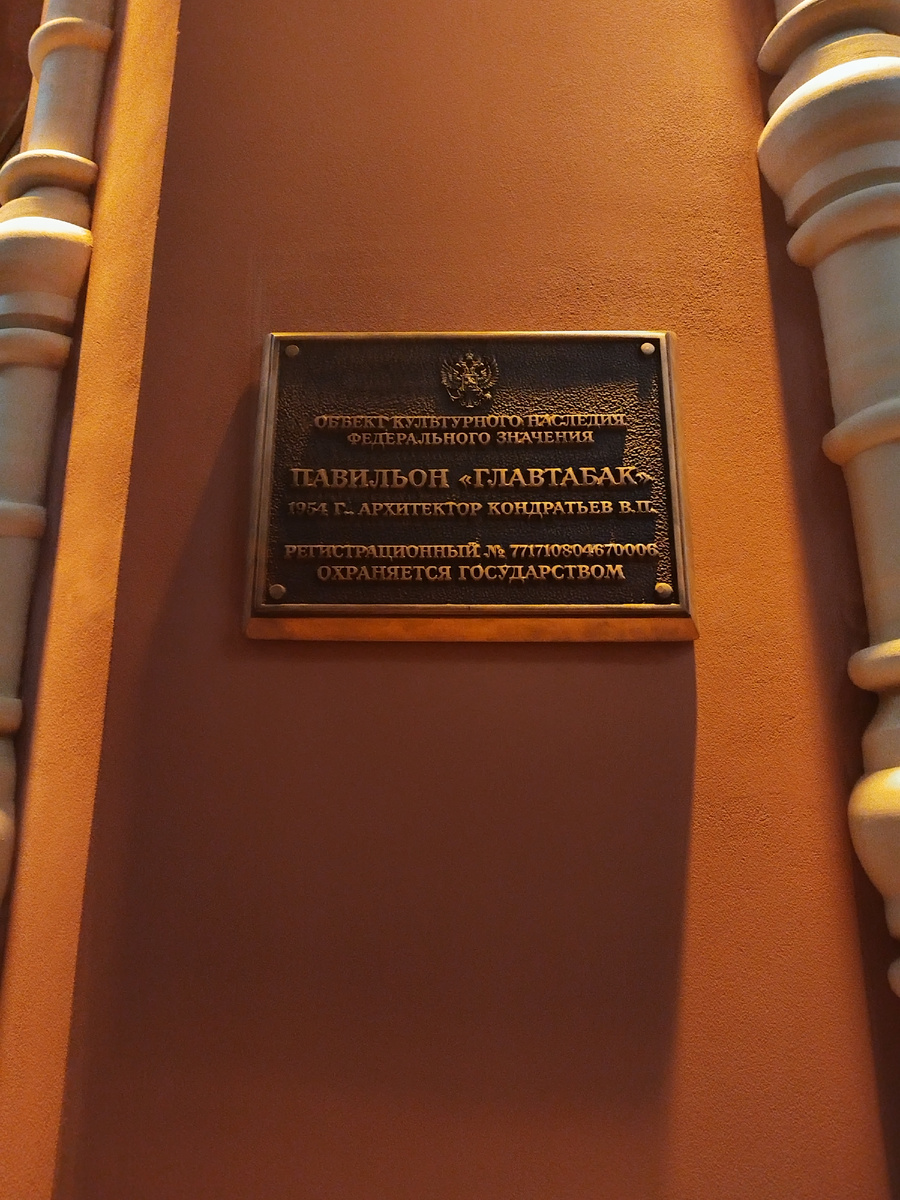 ОБЪЕКТ КУЛЬТУРНОГО НАСЛЕДИЯ
ФЕДЕРАЛЬНОГО ЗНАЧЕНИЯ
ПАВИЛЬОН «ГЛАВТАБАК»
1954 Г., АРХИТЕКТОР КОНДРАТЬЕВ В.П.
РЕГИСТРАЦИОННЫЙ № 771710804670006
ОХРАНЯЕТСЯ ГОСУДАРСТВОМ